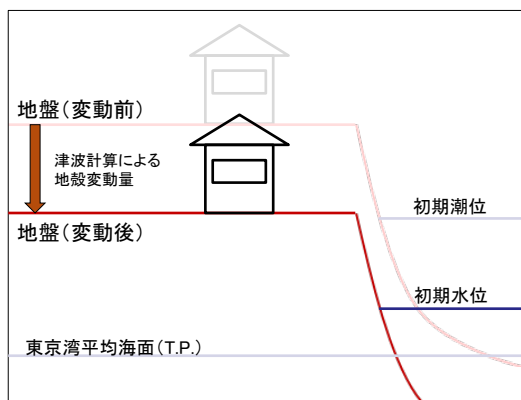 地盤(変動前)
津波計算による
地殻変動量
初期潮位
地盤(変動後)
初期水位
東京湾平均海面(T.P.)